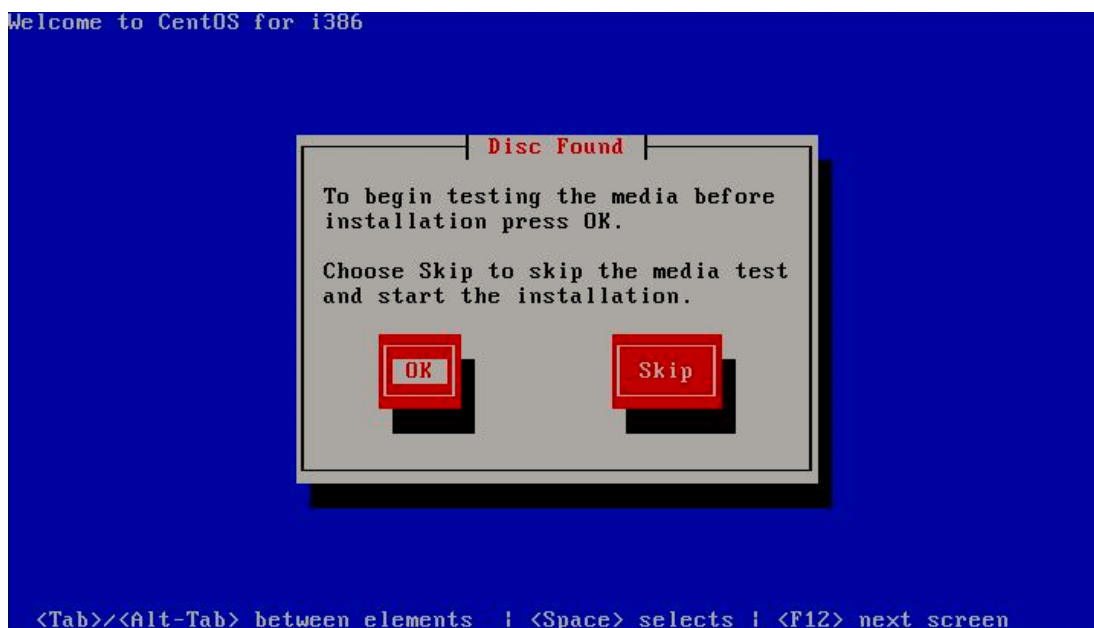 Welcome to CentOS for i386
Disc Found
To begin testing the media before
installation press OK.
Choose Skip to skip the media test
and start the installation.
OK Skip
<Tab>/<Alt-Tab> between elements | <Space> selects | <F12> next screen